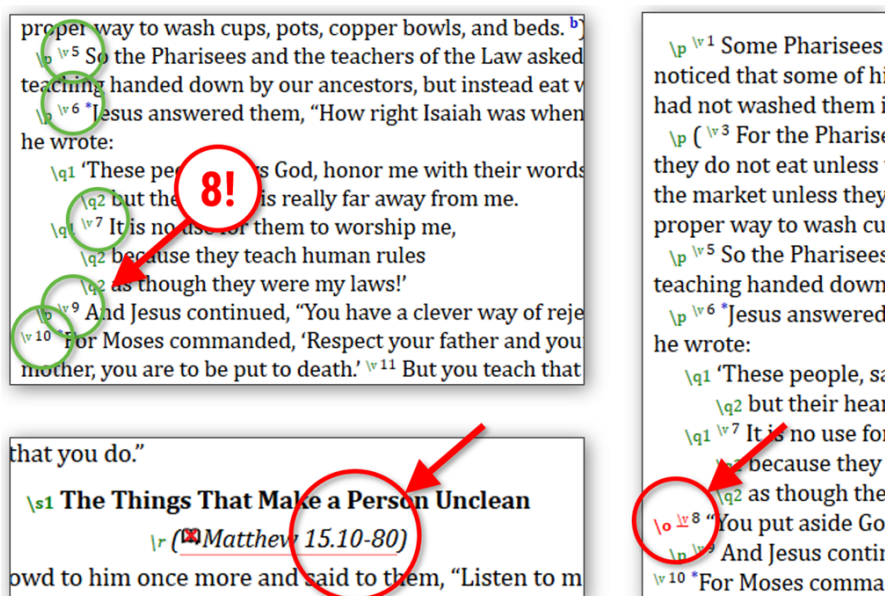 proper way to wash cups, pots, copper bowls, and beds. b)
\p \v 5 So the Pharisees and the teachers of the Law asked
teaching handed down by our ancestors, but instead eat
\p \v 6 *Jesus answered them, “How right Isaiah was when
he wrote:
\q1 ‘These God, honor me with their words
\q2 but is really far away from me.
8!
\q1 \v 7 It is no use for them to worship me,
\q2 because they teach human rules
\q2 as though they were my laws!’
\p \v 9 And Jesus continued, “You have a clever way of reje
\v 10 *For Moses commanded, ‘Respect your father and you
mother, you are to be put to death.’ \v 11 But you teach that
that you do.”
\s1 The Things That Make a Person Unclean
\r (Matthew 15.10-80)
owd to him once more and said to them, “Listen to m
\p \v 1 Some Pharisees
noticed that some of hi
had not washed them i
\p ( \v 3 For the Pharise
they do not eat unless
the market unless they
proper way to wash cu
\p \v 5 So the Pharisees
teaching handed down
\p \v 6 *Jesus answered
he wrote:
\q1 ‘These people, sa
\q2 but their hear
\q1 \v 7 It is no use for
\q2 because they
\q2 as though the
\o \v 8 “You put aside Go
\p \v 9 And Jesus contin
\v 10 *For Moses comma